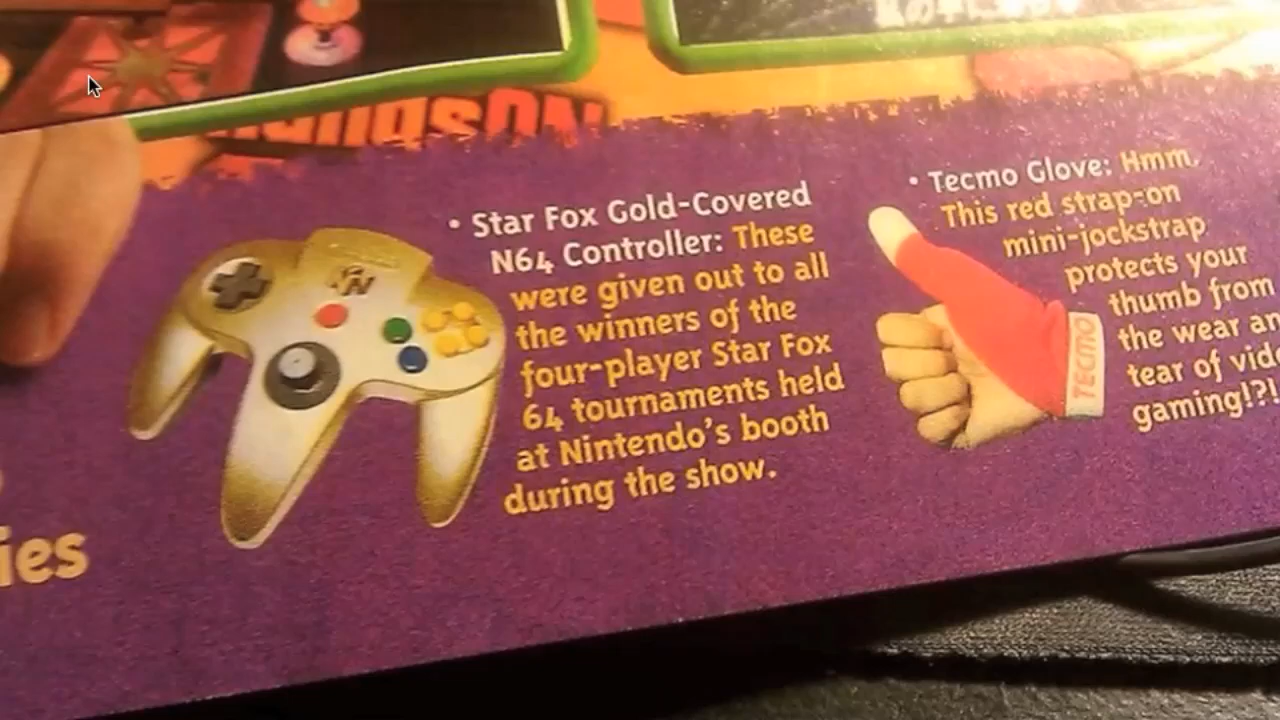 HandsON
• Star Fox Gold-Covered
N64 Controller: These
were given out to all
the winners of the
four-player Star Fox
64 tournaments held
at Nintendo's booth
during the show.
• Tecmo Glove: Hmm.
This red strap-on
mini-jockstrap
protects your
thumb from
the wear an
tear of vid
gaming!?!
TECMO
ies